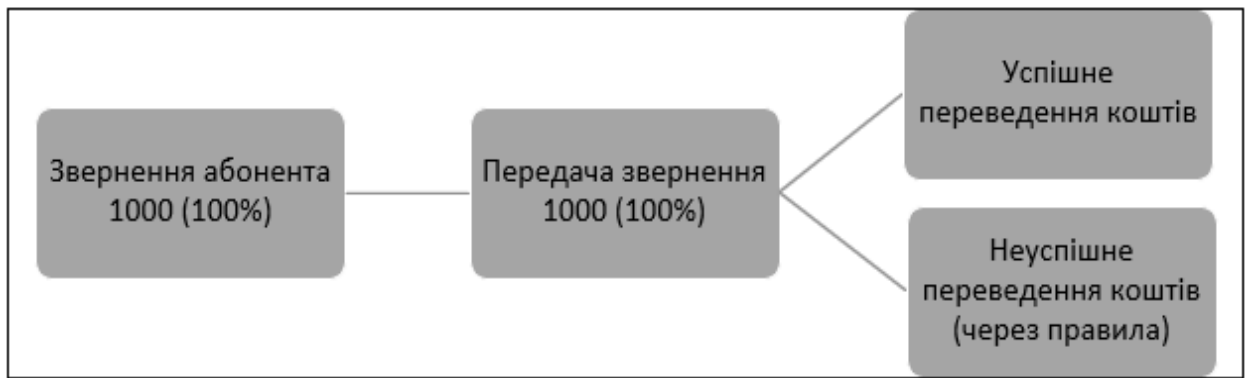 Звернення абонента
1000 (100%)
Передача звернення
1000 (100%)
Успішне
переведення коштів
Неуспішне
переведення коштів
(через правила)